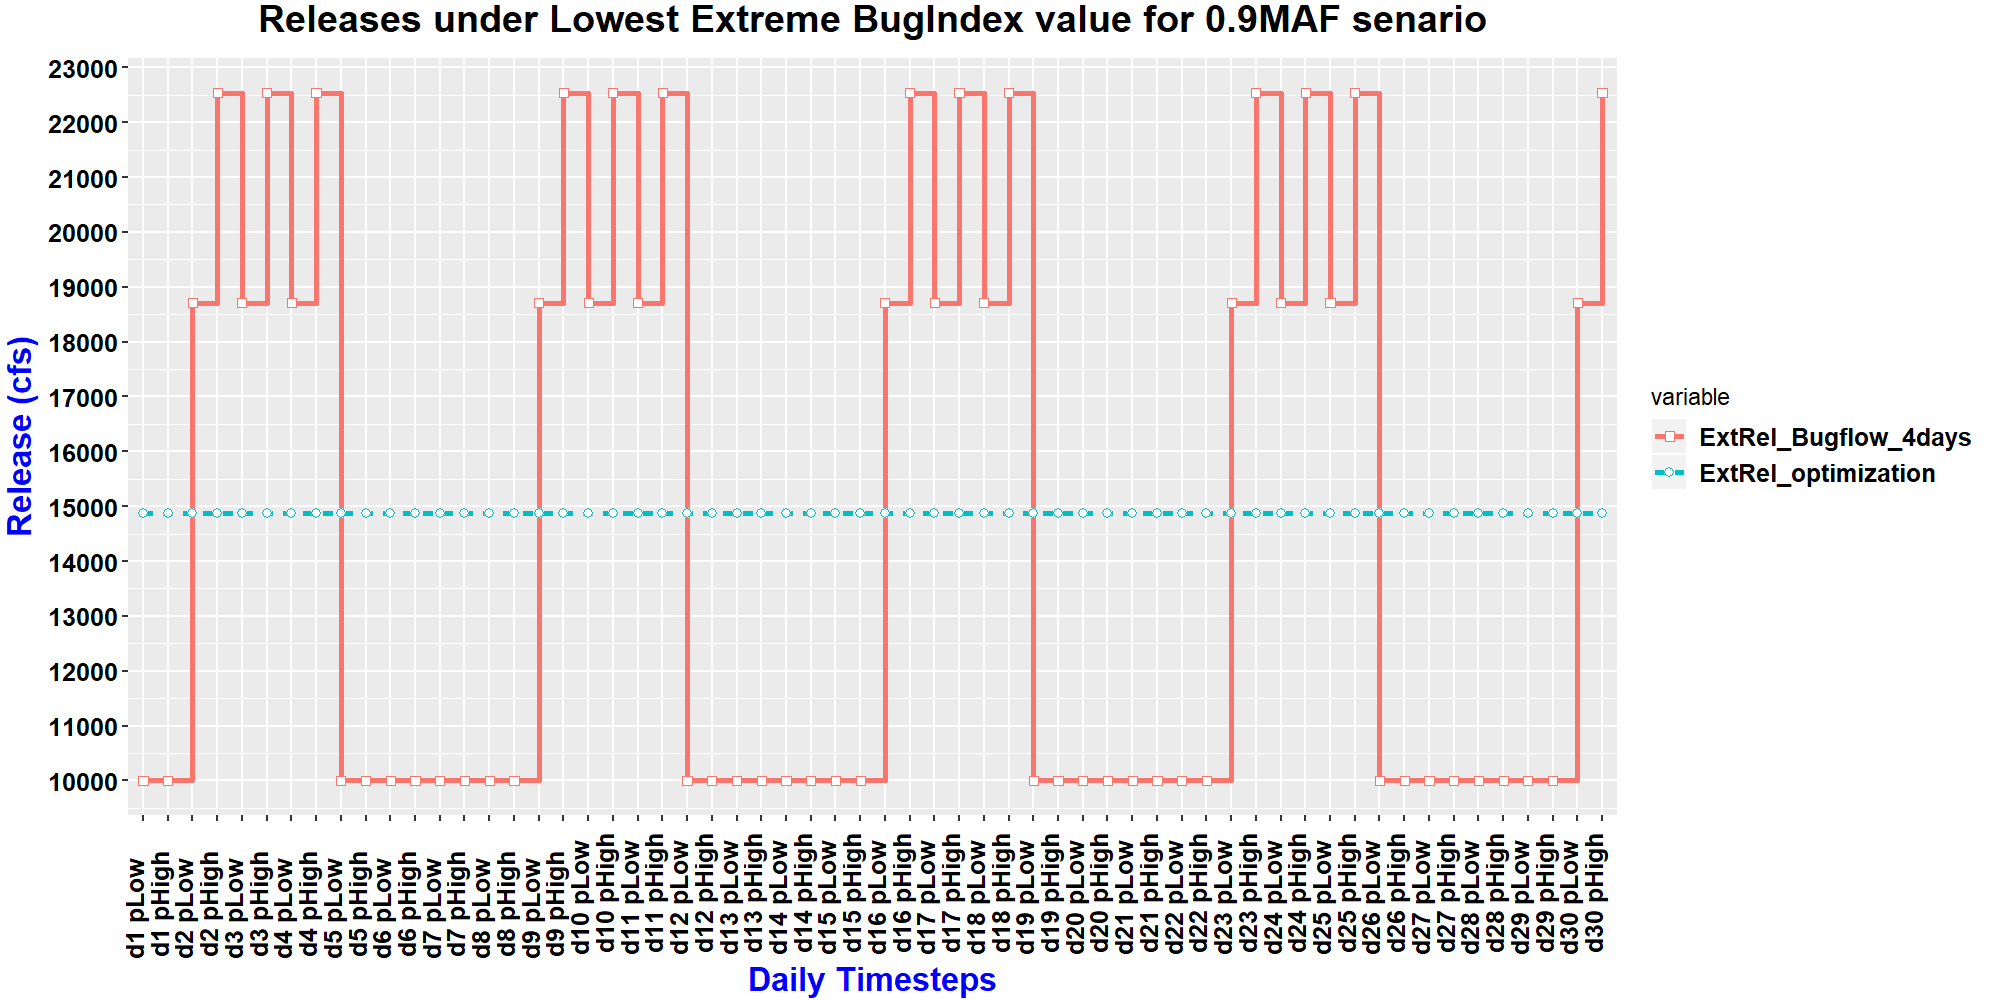 Releases under Lowest Extreme BugIndex value for 0.9MAF senario
Release (cfs)
23000
22000
21000
20000
19000
18000
17000
16000
15000
14000
13000
12000
11000
10000
d1 pLow
d1 pHigh
d2 pLow
d2 pHigh
d3 pLow
d3 pHigh
d4 pLow
d4 pHigh
d5 pLow
d5 pHigh
d6 pLow
d6 pHigh
d7 pLow
d7 pHigh
d8 pLow
d8 pHigh
d9 pLow
d9 pHigh
d10 pLow
d10 pHigh
d11 pLow
d11 pHigh
d12 pLow
d12 pHigh
d13 pLow
d13 pHigh
d14 pLow
d14 pHigh
d15 pLow
d15 pHigh
d16 pLow
d16 pHigh
d17 pLow
d17 pHigh
d18 pLow
d18 pHigh
d19 pLow
d19 pHigh
d20 pLow
d20 pHigh
d21 pLow
d21 pHigh
d22 pLow
d22 pHigh
d23 pLow
d23 pHigh
d24 pLow
d24 pHigh
d25 pLow
d25 pHigh
d26 pLow
d26 pHigh
d27 pLow
d27 pHigh
d28 pLow
d28 pHigh
d29 pLow
d29 pHigh
d30 pLow
d30 pHigh
Daily Timesteps
variable
ExtRel_Bugflow_4days
ExtRel_optimization